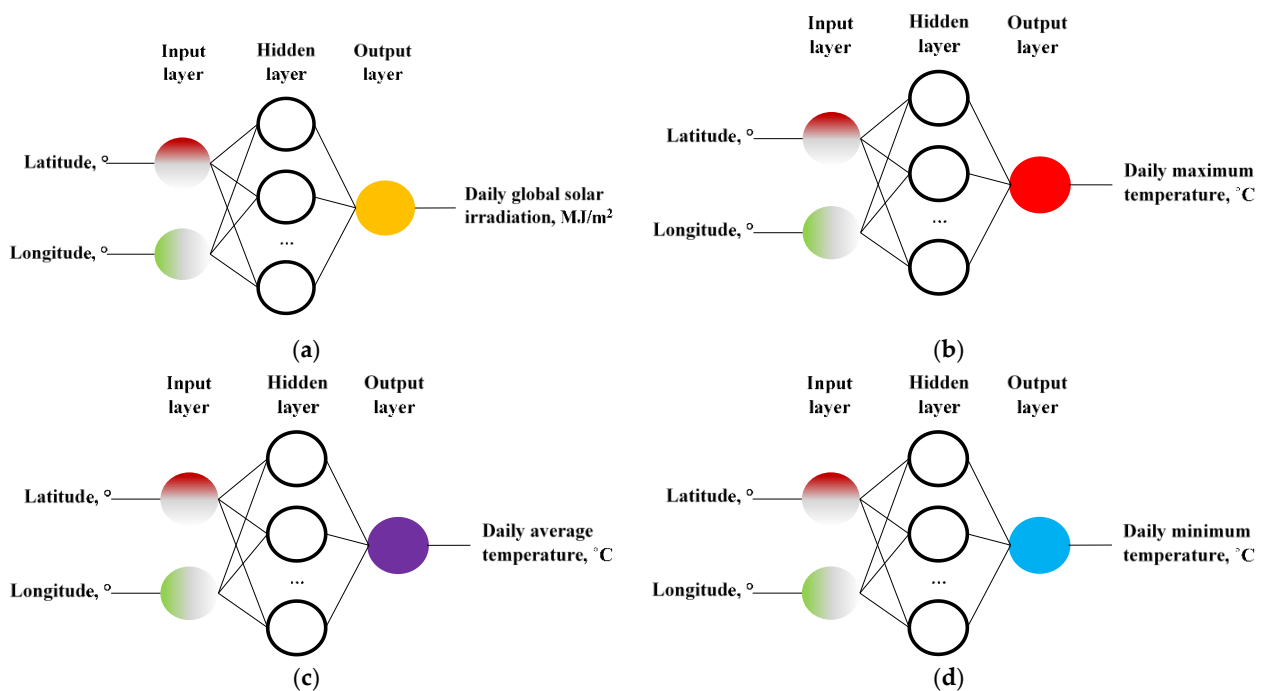 Input
layer
Hidden
layer
Output
layer
Latitude, °
Longitude, °
...
Daily global solar
irradiation, MJ/m²
(a)
Input
layer
Hidden
layer
Output
layer
Latitude, °
Longitude, °
...
Daily maximum
temperature, °C
(b)
Input
layer
Hidden
layer
Output
layer
Latitude, °
Longitude, °
...
Daily average
temperature, °C
(c)
Input
layer
Hidden
layer
Output
layer
Latitude, °
Longitude, °
...
Daily minimum
temperature, °C
(d)